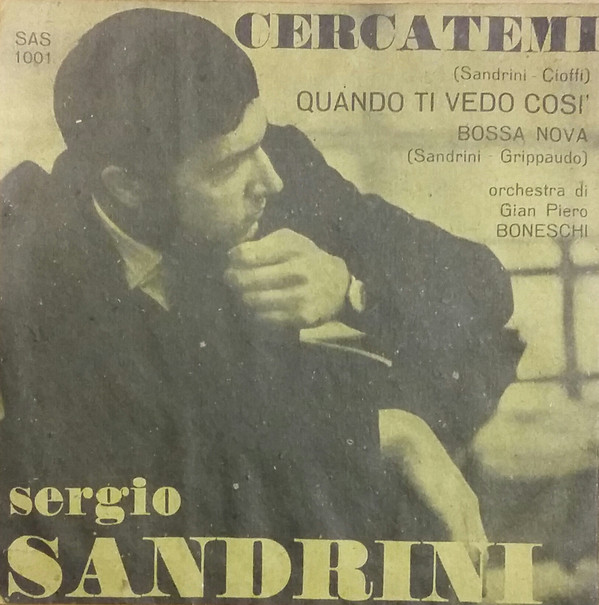 SAS
1001
CERCATEMI
(Sandrini - Cioffi)
QUANDO TI VEDO COSI'
BOSSA NOVA
(Sandrini - Grippaudo)
orchestra di
Gian Piero
BONESCHI
sergio
SANDRINI